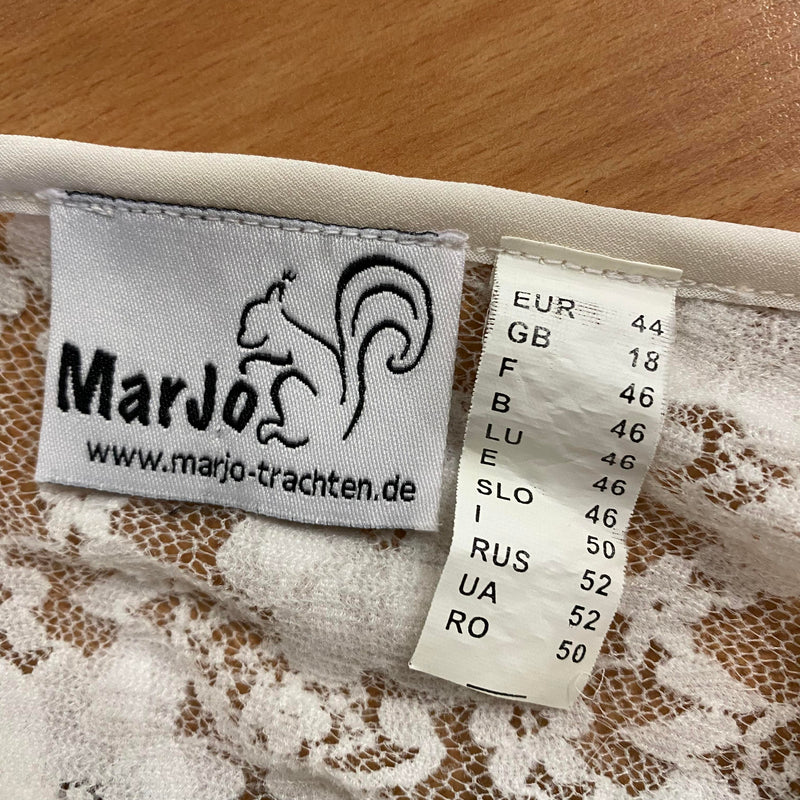 MarJo
www.marjo-trachten.de
EUR 44
GB 18
F 46
B 46
LU 46
E 46
SLO 46
I 50
RUS 52
UA 52
RO 50